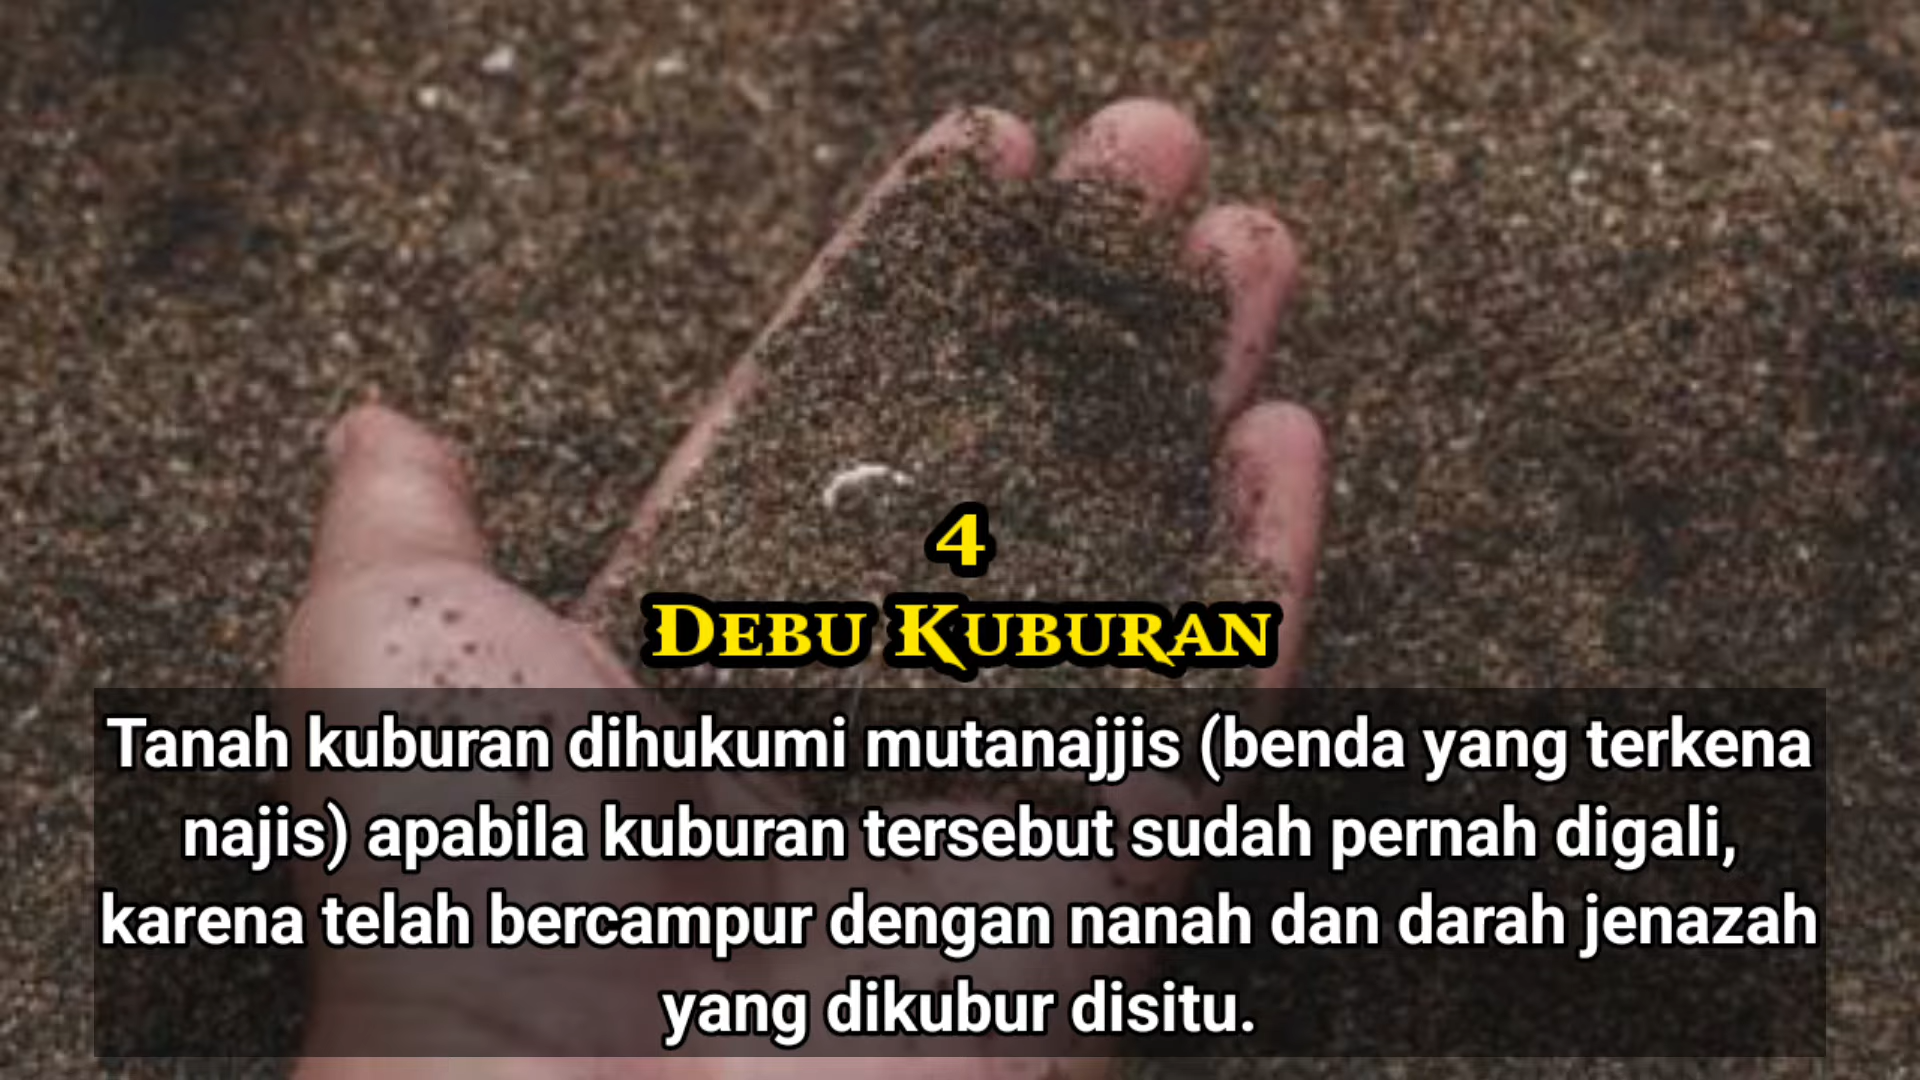 4
Debu Kuburan
Tanah kuburan dihukumi mutanajjis (benda yang terkena
najis) apabila kuburan tersebut sudah pernah digali,
karena telah bercampur dengan nanah dan darah jenazah
yang dikubur disitu.